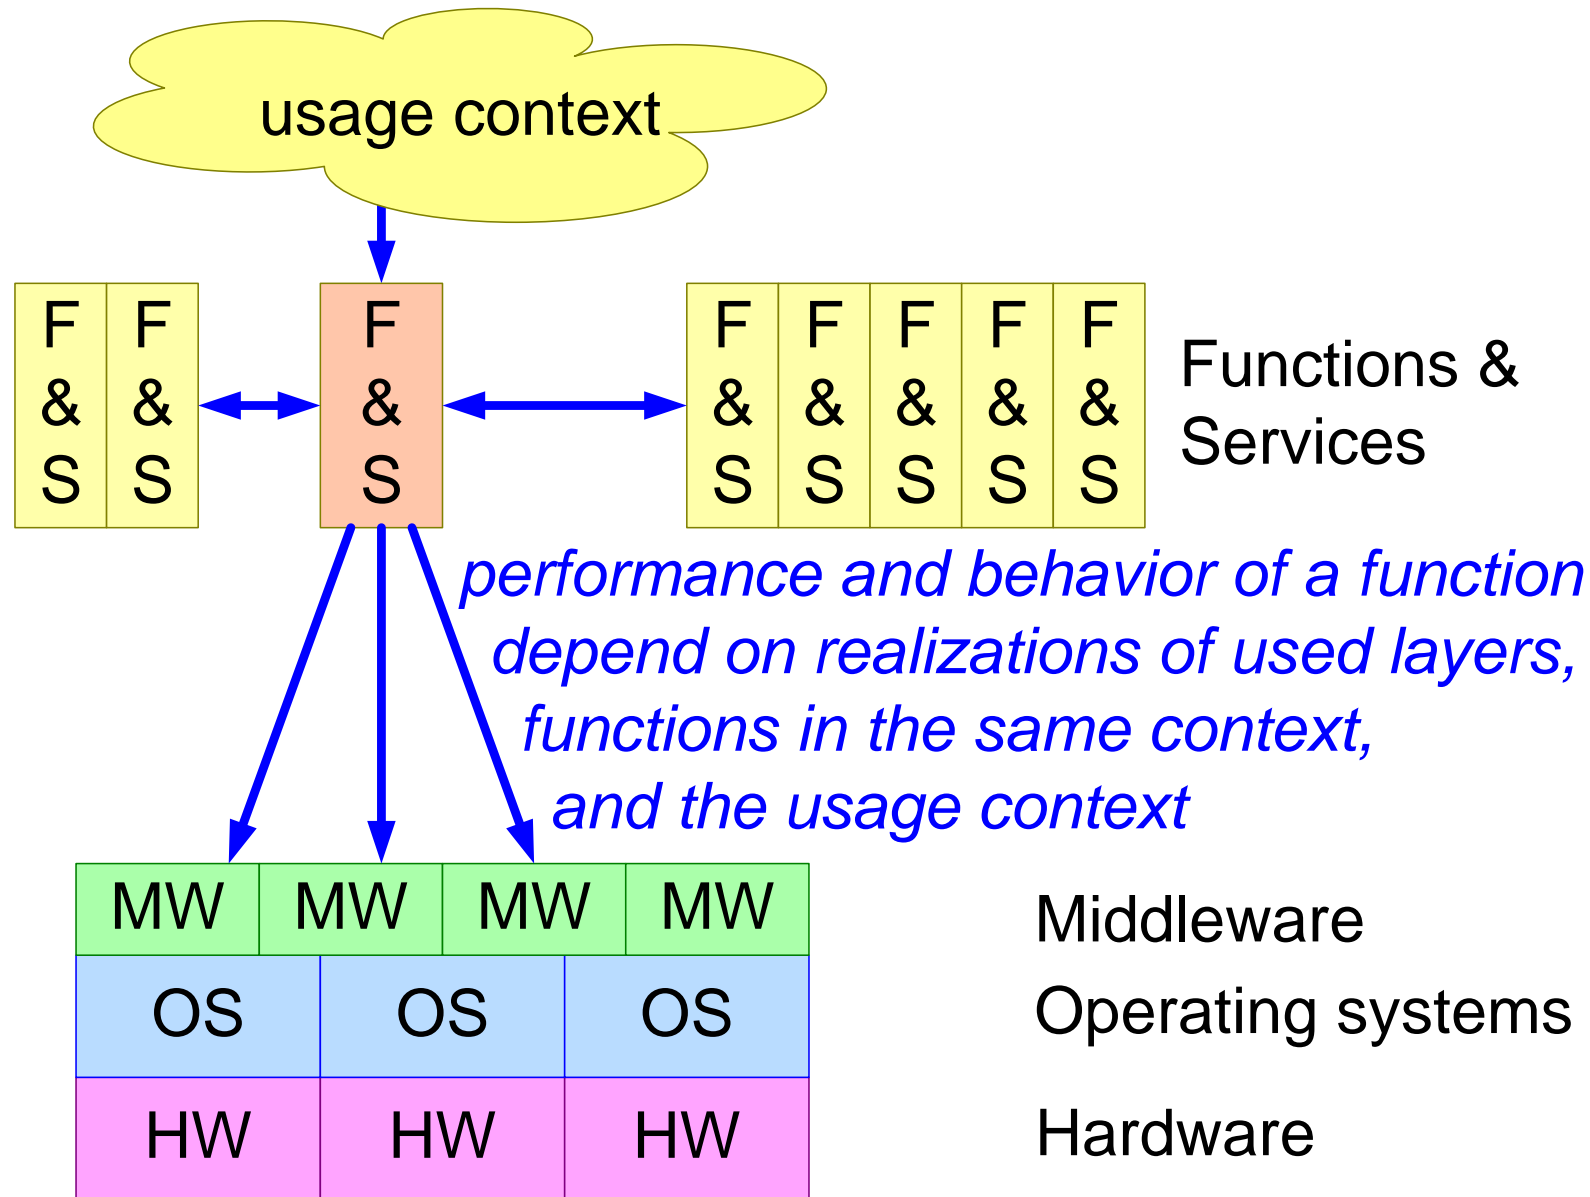 usage context
F F F F F F F F
& & & & & & & &
S S S S S S S S
Functions &
Services
performance and behavior of a function
depend on realizations of used layers,
functions in the same context,
and the usage context
MW MW MW MW
Middleware
OS OS OS
Operating systems
HW HW HW
Hardware